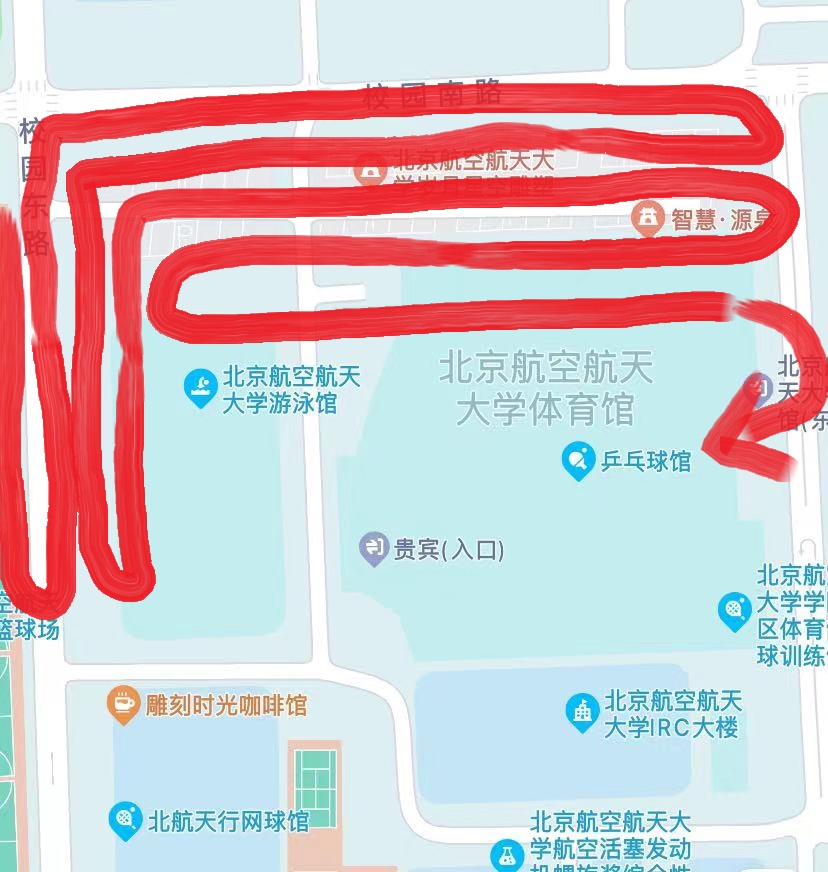 校园南路
校园东路
北京航空航天大
智慧·源泉
北京航空航天
大学游泳馆
北京航空航天
大学体育馆
乒乓球馆
贵宾(入口)
篮球场
雕刻时光咖啡馆
北京航空航天
大学IRC大楼
北航天行网球馆
北京航空航天大
学航空活塞发动